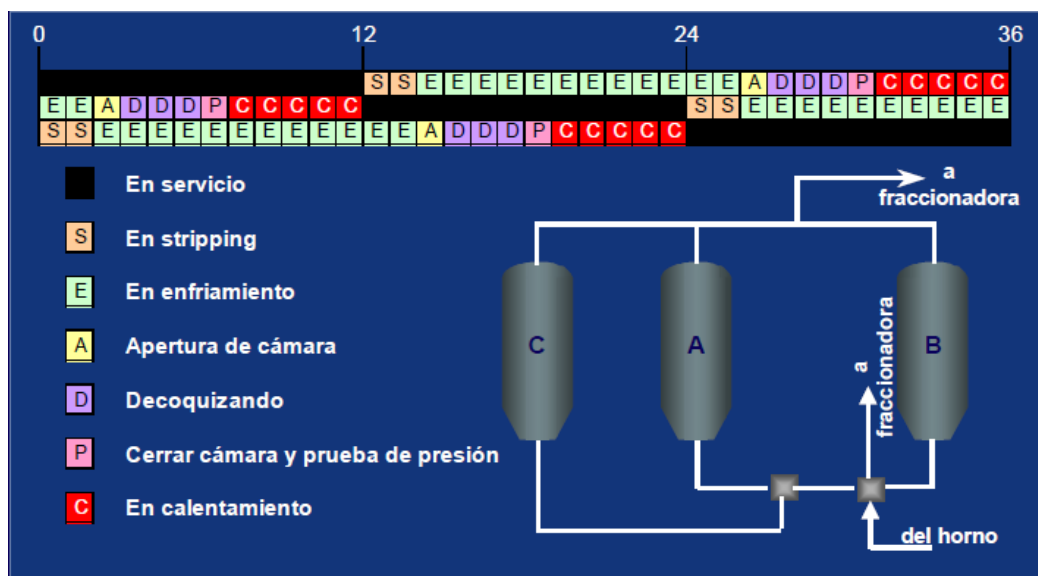 0 12 24 36
S S E E E E E E E E E E E E A D D D P C C C C C
E E A D D D P C C C C C S S E E E E E E E E E E
S S E E E E E E E E E E E E A D D D P C C C C C
En servicio
S En stripping
E En enfriamiento
A Apertura de cámara
D Decoquizando
P Cerrar cámara y prueba de presión
C En calentamiento
a
fraccionadora
C A B
a
fraccionadora
del horno